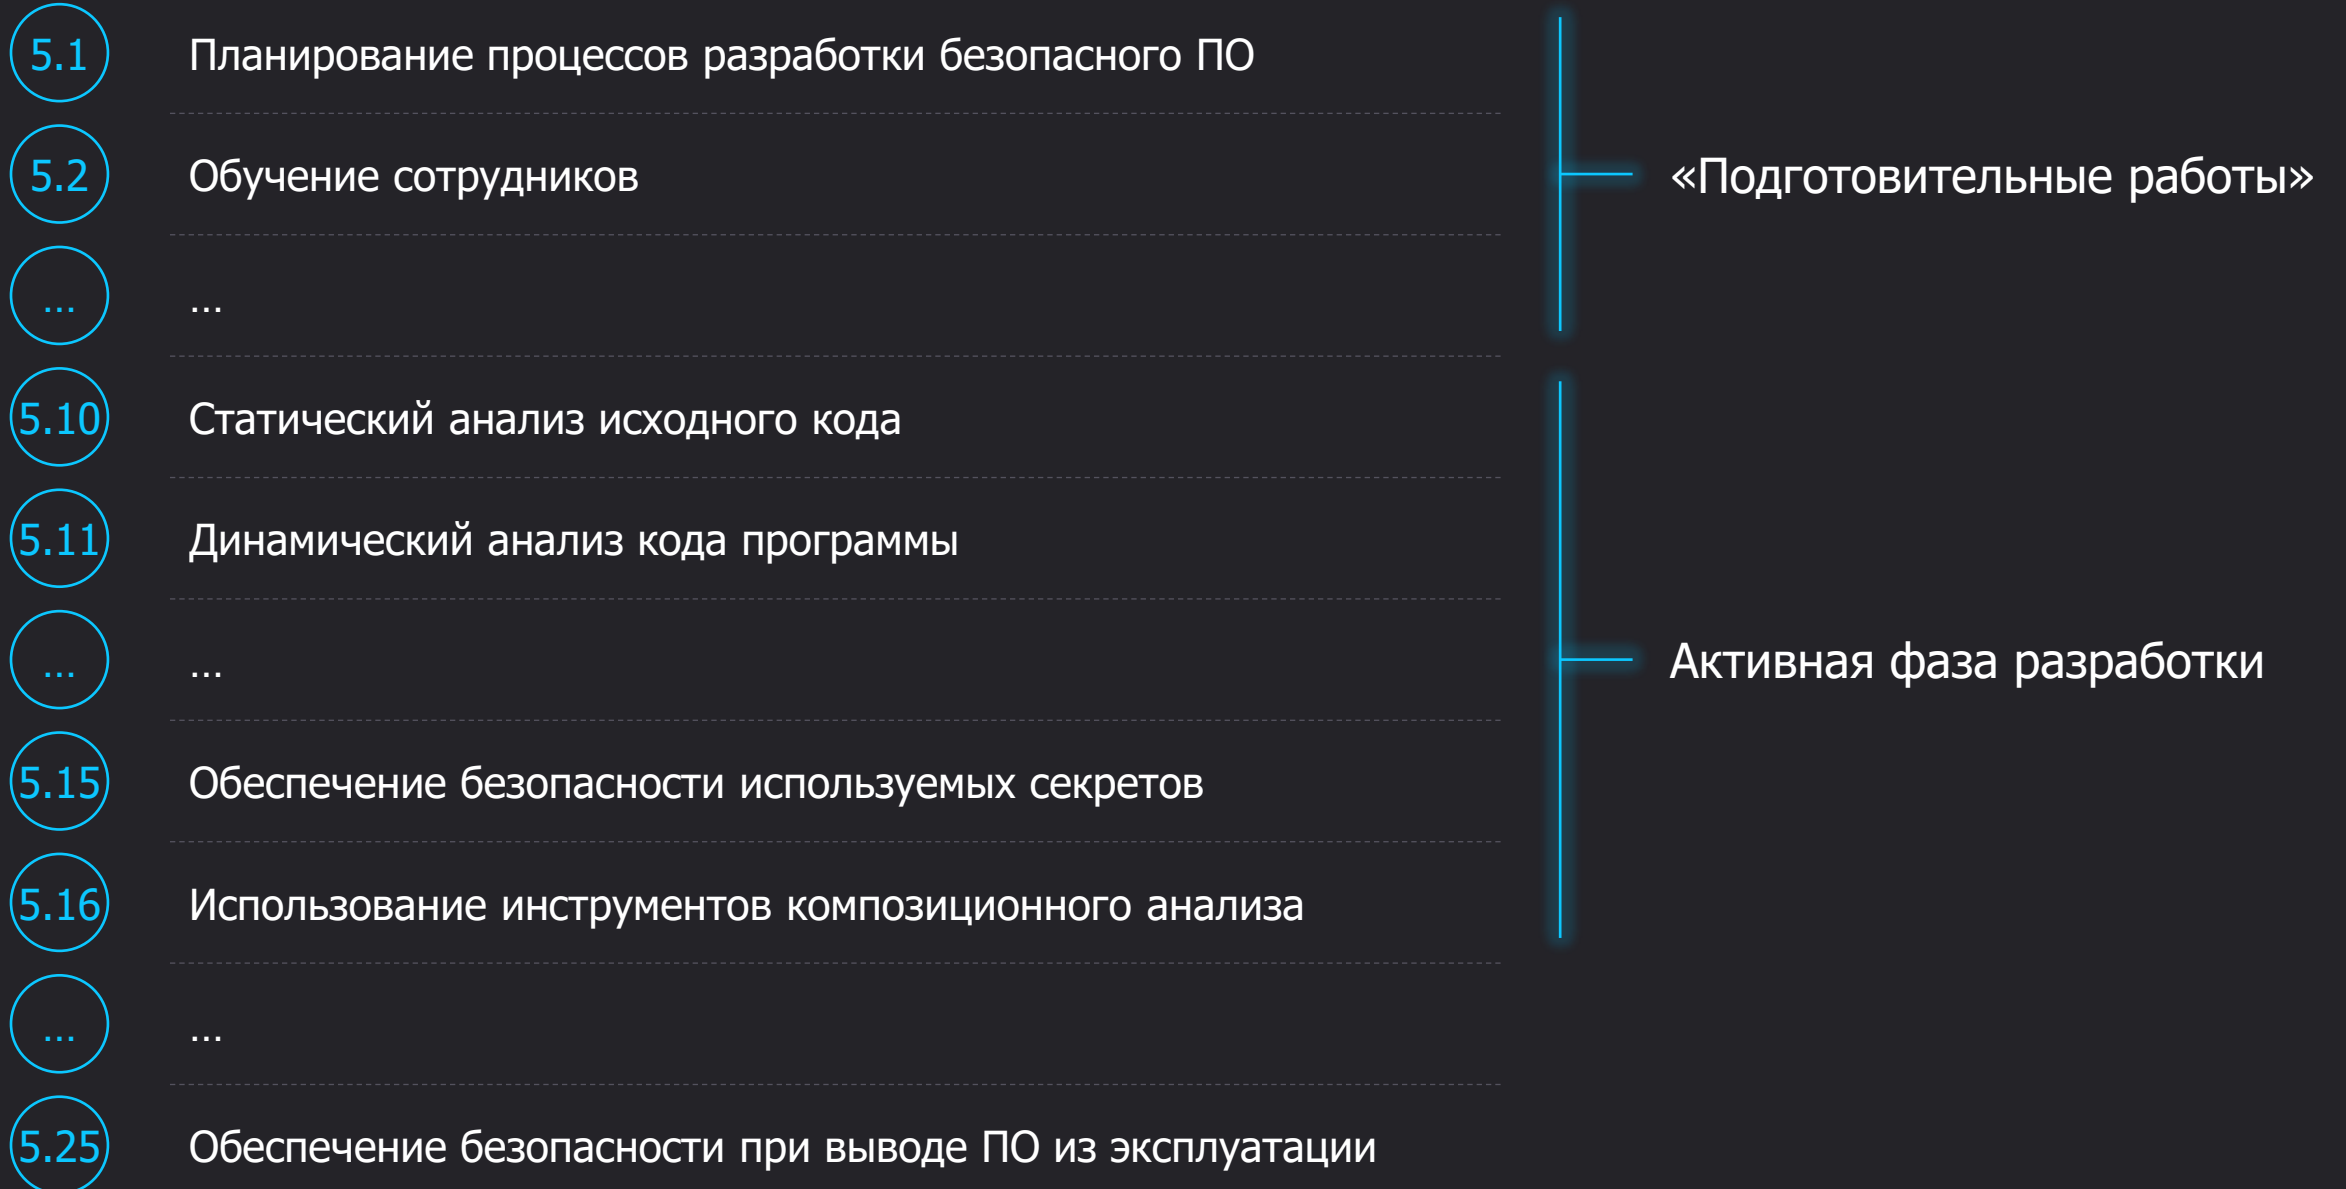 5.1 Планирование процессов разработки безопасного ПО
5.2 Обучение сотрудников
«Подготовительные работы»
... ...
5.10 Статический анализ исходного кода
5.11 Динамический анализ кода программы
... ...
Активная фаза разработки
5.15 Обеспечение безопасности используемых секретов
5.16 Использование инструментов композиционного анализа
... ...
5.25 Обеспечение безопасности при выводе ПО из эксплуатации